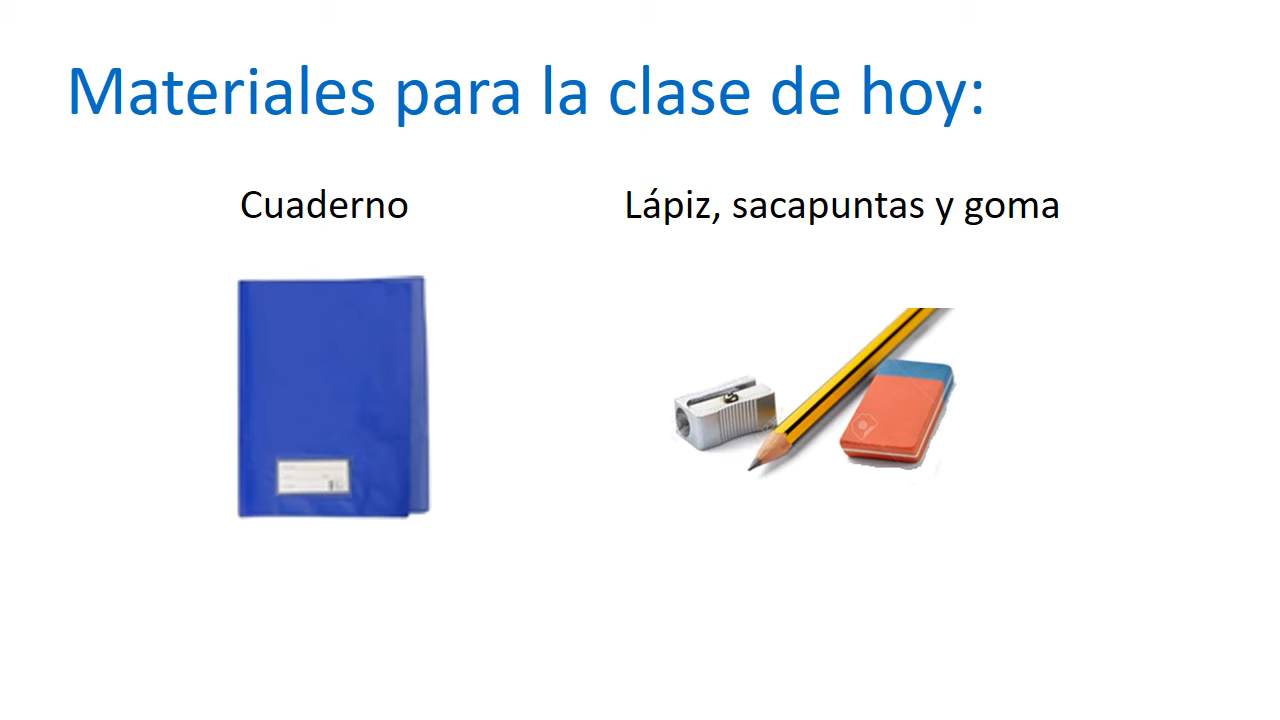 Materiales para la clase de hoy:
Cuaderno
Lápiz, sacapuntas y goma